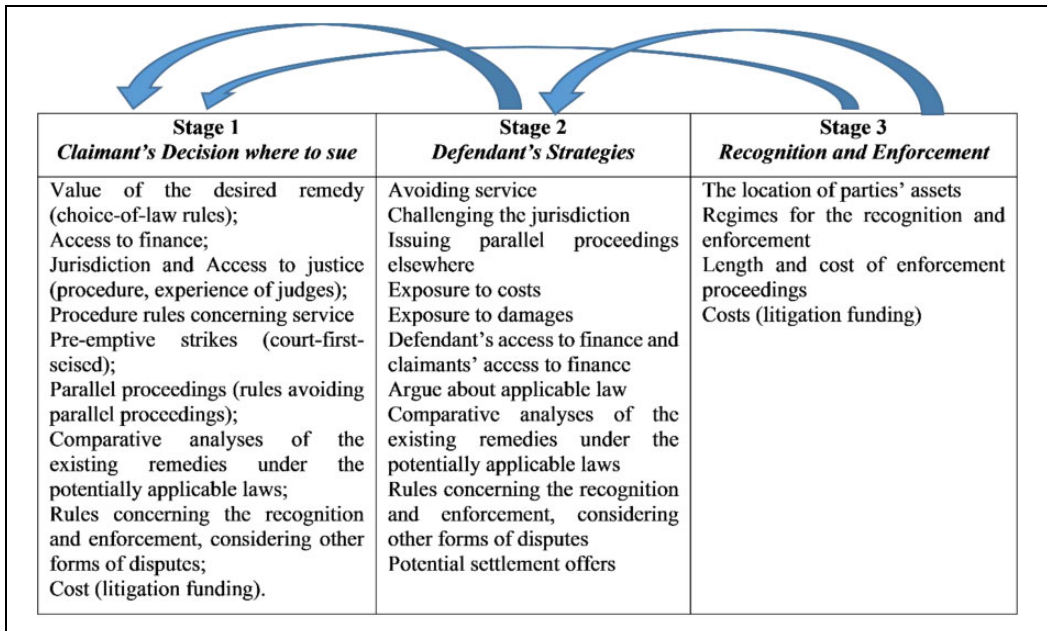 Stage 1
Claimant's Decision where to sue
Value of the desired remedy
(choice-of-law rules);
Access to finance;
Jurisdiction and Access to justice
(procedure, experience of judges);
Procedure rules concerning service
Pre-emptive strikes (court-first-
seised);
Parallel proceedings (rules avoiding
parallel proceedings);
Comparative analyses of the
existing remedies under the
potentially applicable laws;
Rules concerning the recognition
and enforcement, considering other
forms of disputes;
Cost (litigation funding).
Stage 2
Defendant's Strategies
Avoiding service
Challenging the jurisdiction
Issuing parallel proceedings
elsewhere
Exposure to costs
Exposure to damages
Defendant's access to finance and
claimants' access to finance
Argue about applicable law
Comparative analyses of the
existing remedies under the
potentially applicable laws
Rules concerning the recognition
and enforcement, considering
other forms of disputes
Potential settlement offers
Stage 3
Recognition and Enforcement
The location of parties' assets
Regimes for the recognition and
enforcement
Length and cost of enforcement
proceedings
Costs (litigation funding)